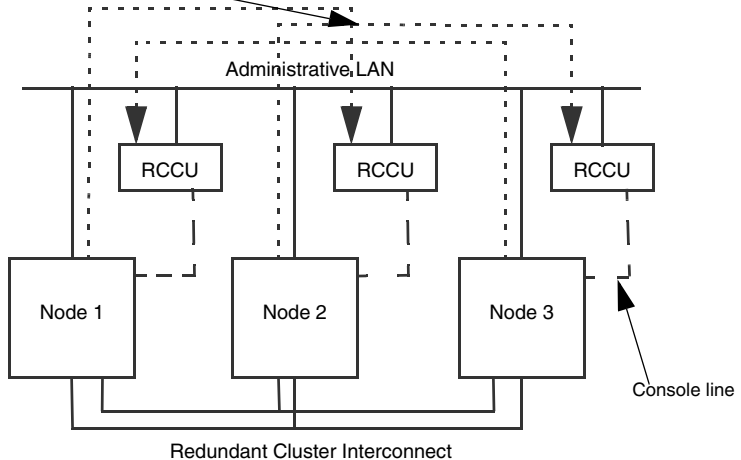 Administrative LAN
RCCU
RCCU
RCCU
Node 1
Node 2
Node 3
Console line
Redundant Cluster Interconnect